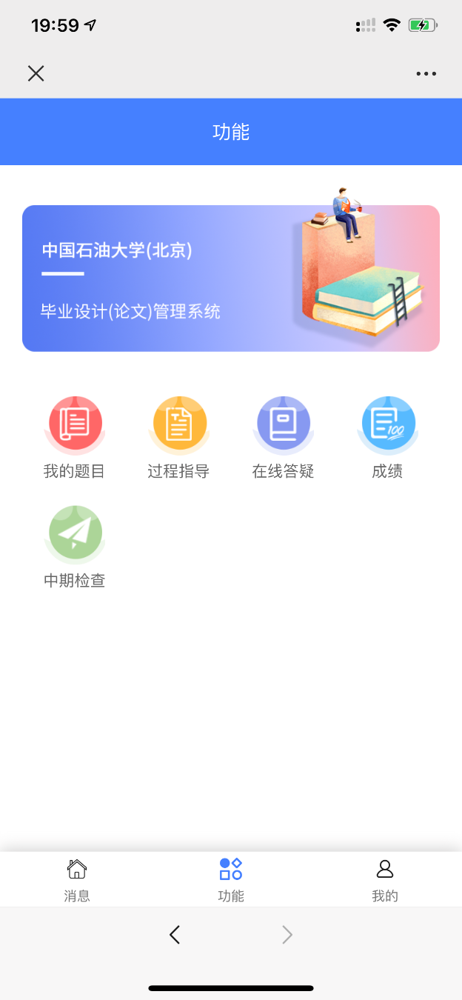 19:59
功能
中国石油大学(北京)
毕业设计(论文)管理系统
我的题目 过程指导 在线答疑 成绩
中期检查
消息 功能 我的